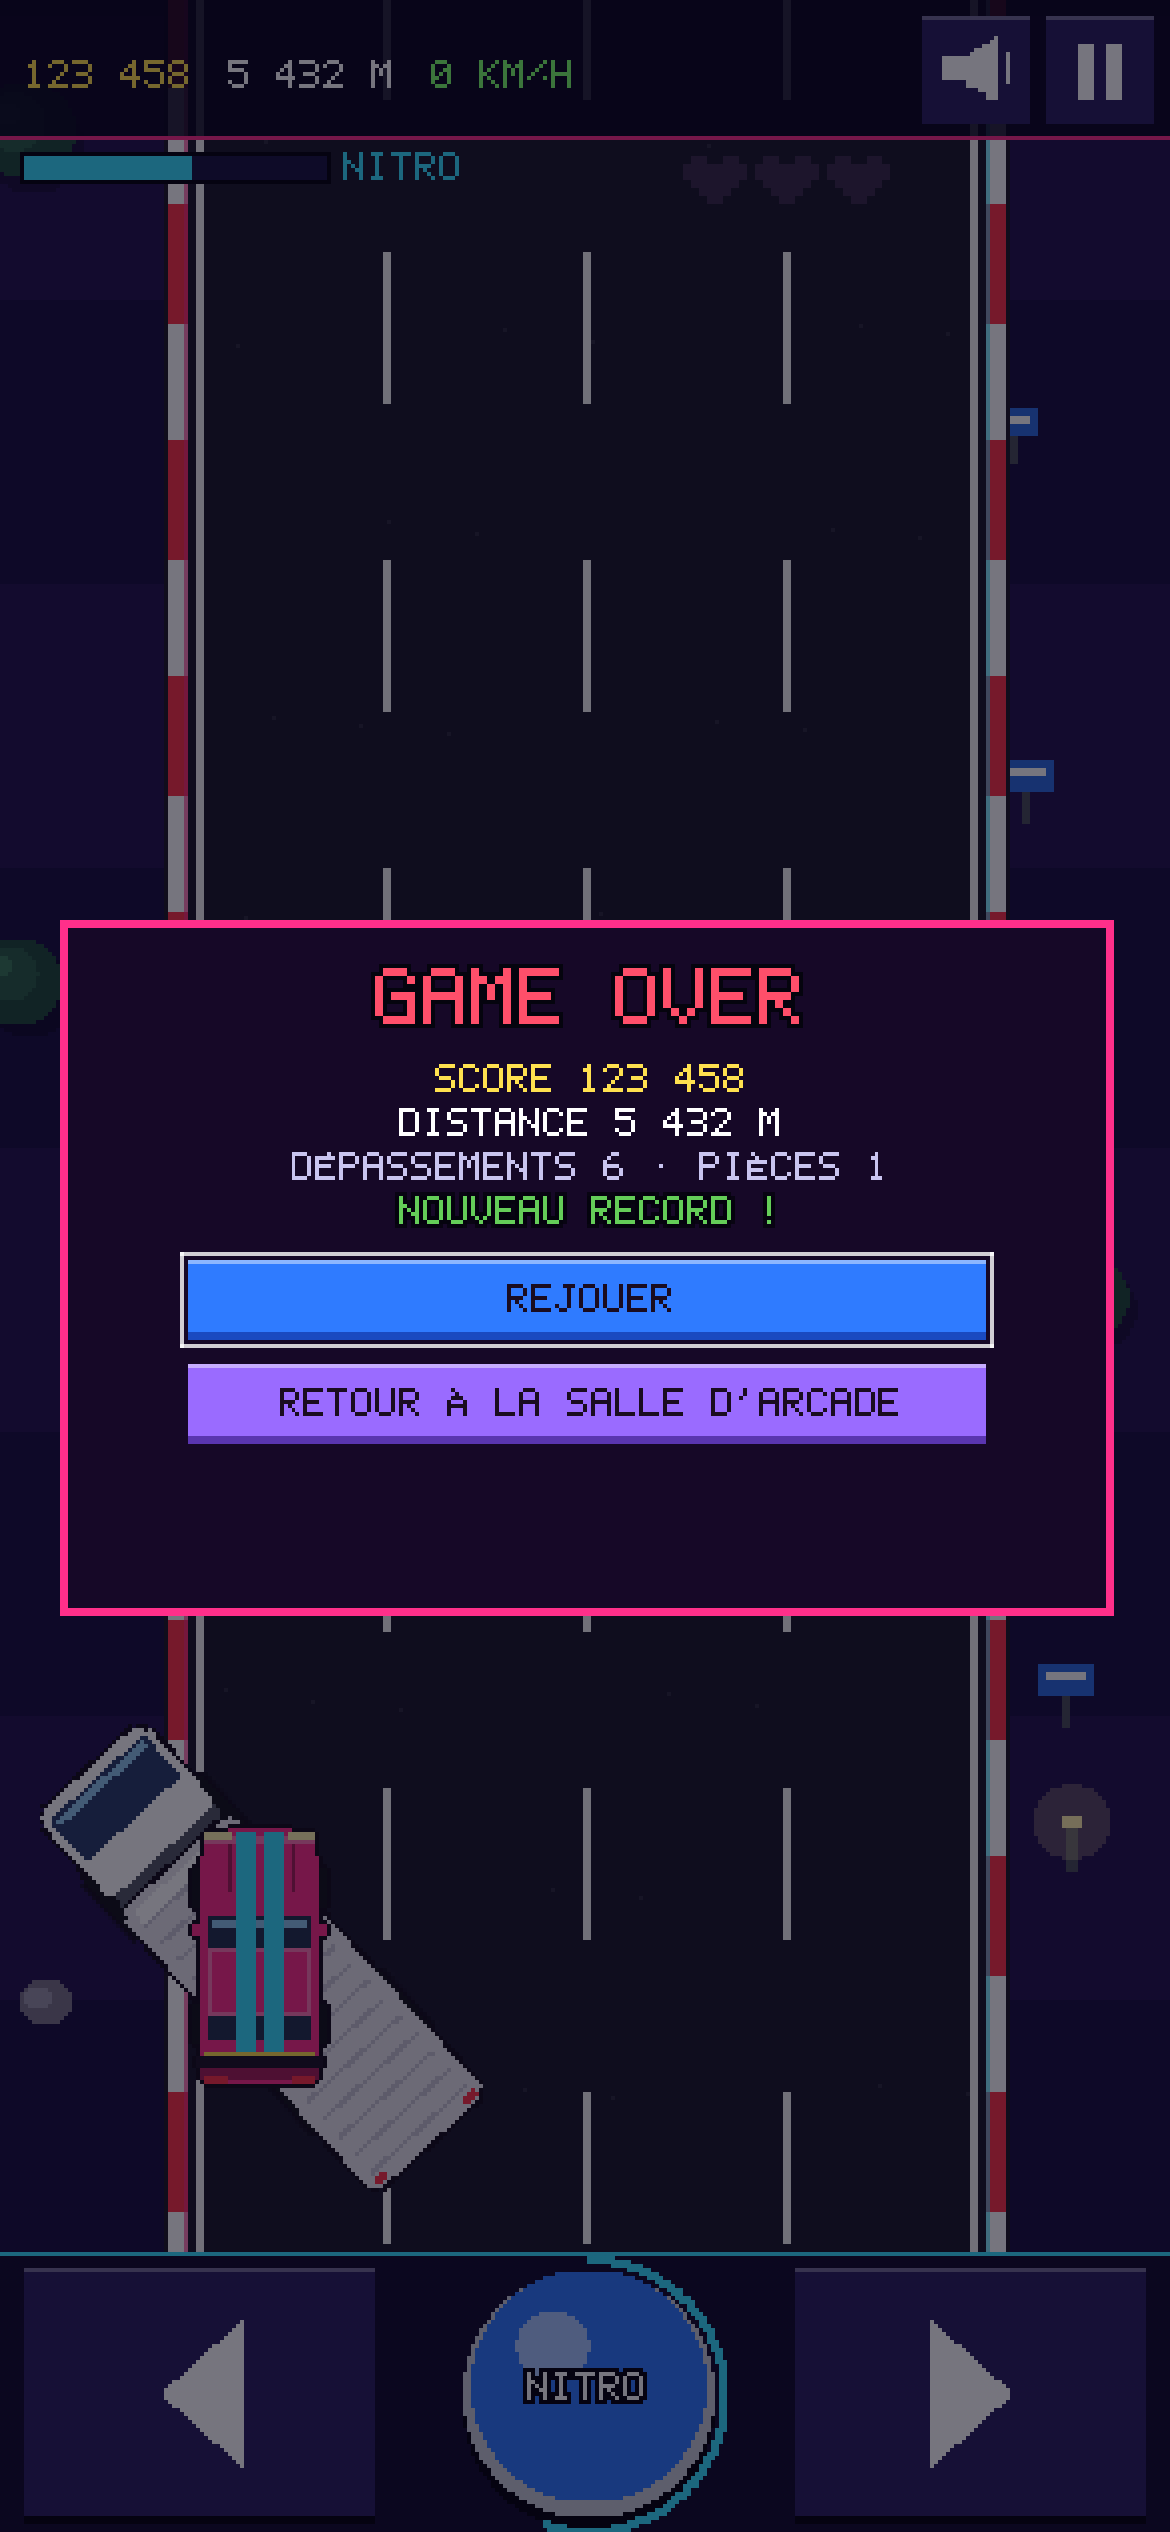 123 458 5 432 M 0 KM/H
NITRO
GAME OVER
SCORE 123 458
DISTANCE 5 432 M
DéPASSEMENTS 6 · PIèCES 1
NOUVEAU RECORD !
REJOUER
RETOUR à LA SALLE D'ARCADE
NITRO